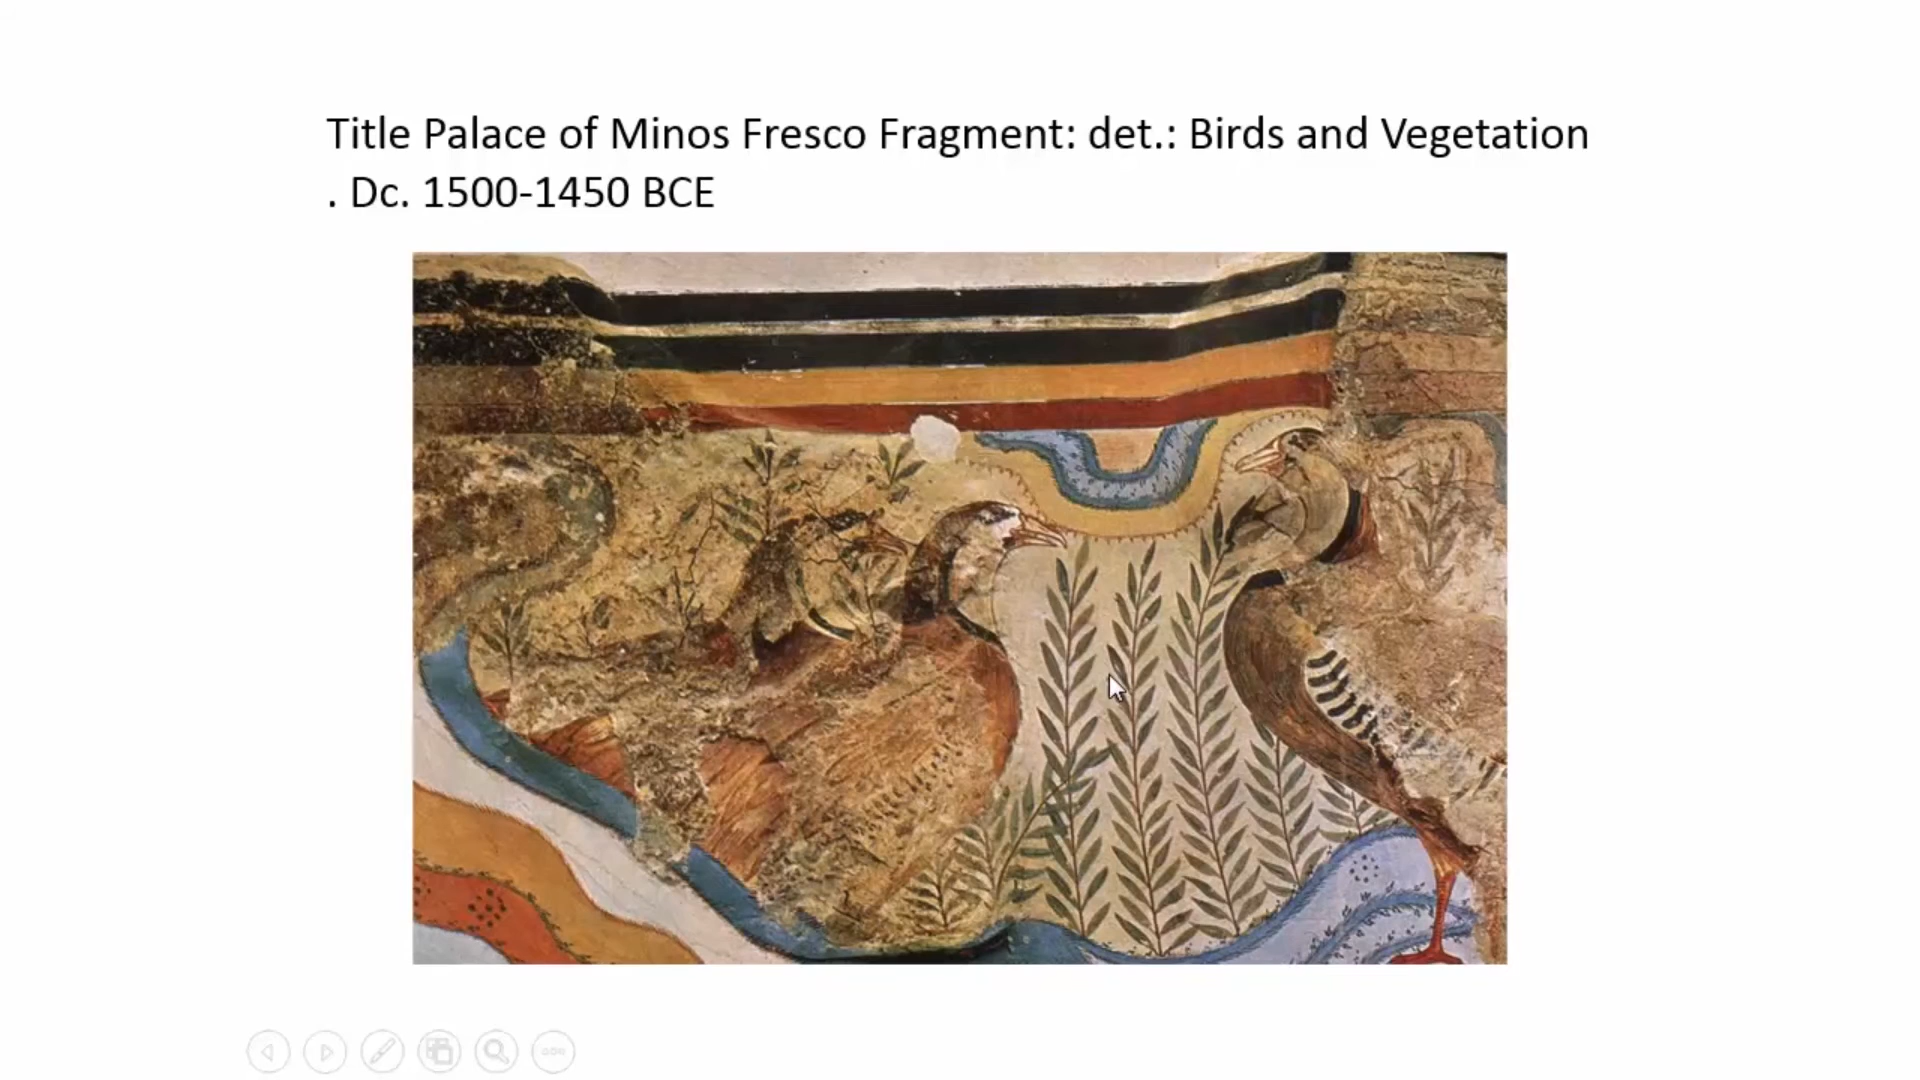 Title Palace of Minos Fresco Fragment: det.: Birds and Vegetation
. Dc. 1500-1450 BCE